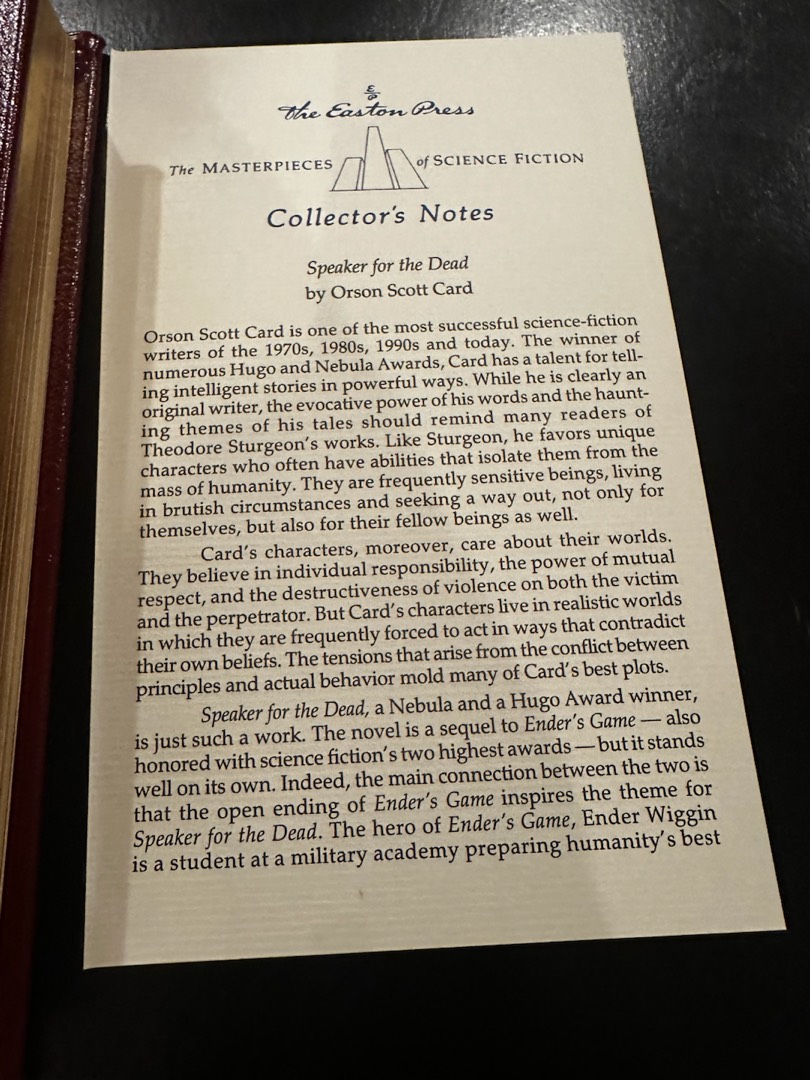 E/P
the Easton Press
The MASTERPIECES of SCIENCE FICTION
Collector's Notes
Speaker for the Dead
by Orson Scott Card
Orson Scott Card is one of the most successful science-fiction
writers of the 1970s, 1980s, 1990s and today. The winner of
numerous Hugo and Nebula Awards, Card has a talent for tell-
ing intelligent stories in powerful ways. While he is clearly an
original writer, the evocative power of his words and the haunt-
ing themes of his tales should remind many readers of
Theodore Sturgeon's works. Like Sturgeon, he favors unique
characters who often have abilities that isolate them from the
mass of humanity. They are frequently sensitive beings, living
in brutish circumstances and seeking a way out, not only for
themselves, but also for their fellow beings as well.
Card's characters, moreover, care about their worlds.
They believe in individual responsibility, the power of mutual
respect, and the destructiveness of violence on both the victim
and the perpetrator. But Card's characters live in realistic worlds
in which they are frequently forced to act in ways that contradict
their own beliefs. The tensions that arise from the conflict between
principles and actual behavior mold many of Card's best plots.
Speaker for the Dead, a Nebula and a Hugo Award winner,
is just such a work. The novel is a sequel to Ender's Game — also
honored with science fiction's two highest awards — but it stands
well on its own. Indeed, the main connection between the two is
that the open ending of Ender's Game inspires the theme for
Speaker for the Dead. The hero of Ender's Game, Ender Wiggin
is a student at a military academy preparing humanity's best